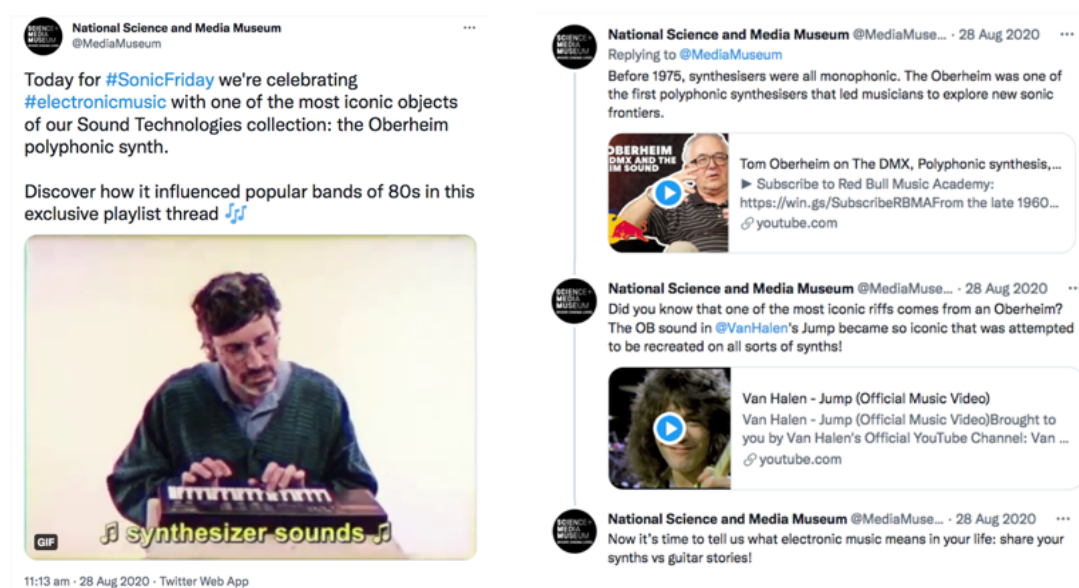 National Science and Media Museum
@MediaMuseum
Today for #SonicFriday we're celebrating
#electronicmusic with one of the most iconic objects
of our Sound Technologies collection: the Oberheim
polyphonic synth.
Discover how it influenced popular bands of 80s in this
exclusive playlist thread 🎶
♫ synthesizer sounds ♫
GIF
11:13 am · 28 Aug 2020 · Twitter Web App
National Science and Media Museum @MediaMuse... · 28 Aug 2020
Replying to @MediaMuseum
Before 1975, synthesisers were all monophonic. The Oberheim was one of
the first polyphonic synthesisers that led musicians to explore new sonic
frontiers.
OBERHEIM
DMX AND THE
IM SOUND
Tom Oberheim on The DMX, Polyphonic synthesis,...
► Subscribe to Red Bull Music Academy:
https://win.gs/SubscribeRBMAFrom the late 1960...
youtube.com
National Science and Media Museum @MediaMuse... · 28 Aug 2020
Did you know that one of the most iconic riffs comes from an Oberheim?
The OB sound in @VanHalen's Jump became so iconic that was attempted
to be recreated on all sorts of synths!
Van Halen - Jump (Official Music Video)
Van Halen - Jump (Official Music Video)Brought to
you by Van Halen's Official YouTube Channel: Van ...
youtube.com
National Science and Media Museum @MediaMuse... · 28 Aug 2020
Now it's time to tell us what electronic music means in your life: share your
synths vs guitar stories!